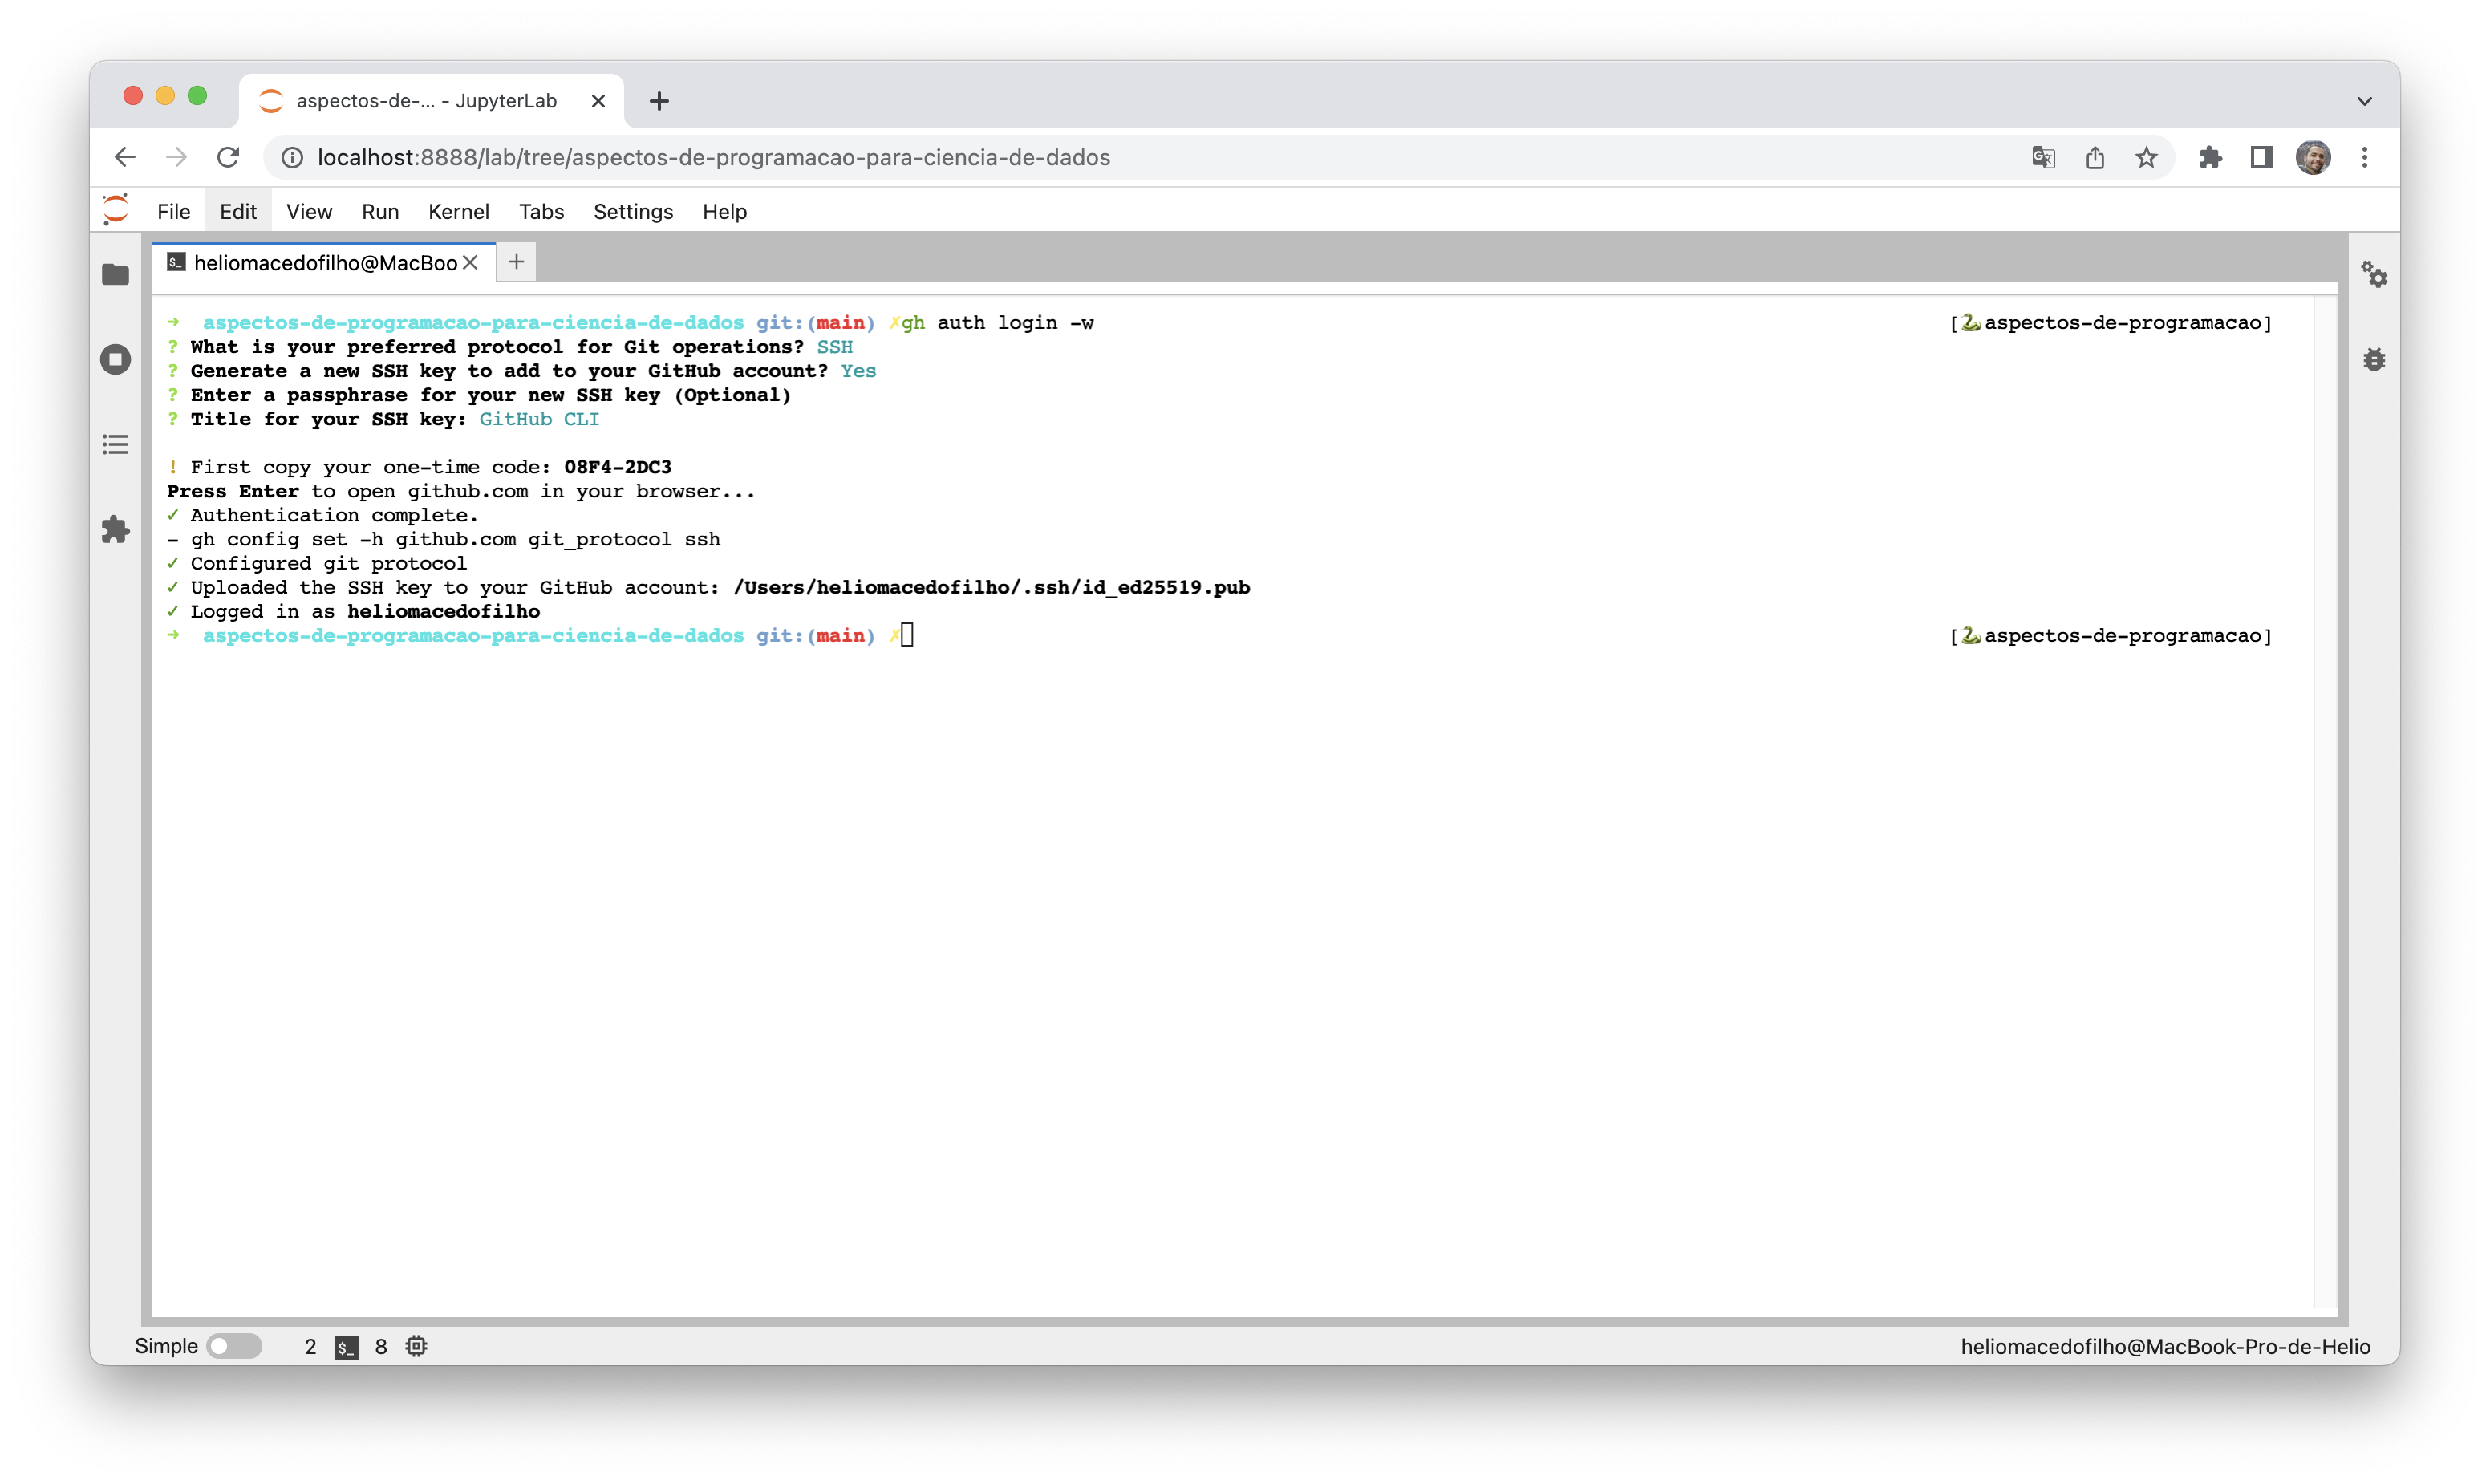 aspectos-de-... - JupyterLab
localhost:8888/lab/tree/aspectos-de-programacao-para-ciencia-de-dados
File Edit View Run Kernel Tabs Settings Help
heliomacedofilho@MacBoo
➜ aspectos-de-programacao-para-ciencia-de-dados git:(main) ✗gh auth login -w [🐍aspectos-de-programacao]
? What is your preferred protocol for Git operations? SSH
? Generate a new SSH key to add to your GitHub account? Yes
? Enter a passphrase for your new SSH key (Optional)
? Title for your SSH key: GitHub CLI
! First copy your one-time code: 08F4-2DC3
Press Enter to open github.com in your browser...
✓ Authentication complete.
- gh config set -h github.com git_protocol ssh
✓ Configured git protocol
✓ Uploaded the SSH key to your GitHub account: /Users/heliomacedofilho/.ssh/id_ed25519.pub
✓ Logged in as heliomacedofilho
➜ aspectos-de-programacao-para-ciencia-de-dados git:(main) ✗ [🐍aspectos-de-programacao]
Simple 2 $_ 8 heliomacedofilho@MacBook-Pro-de-Helio